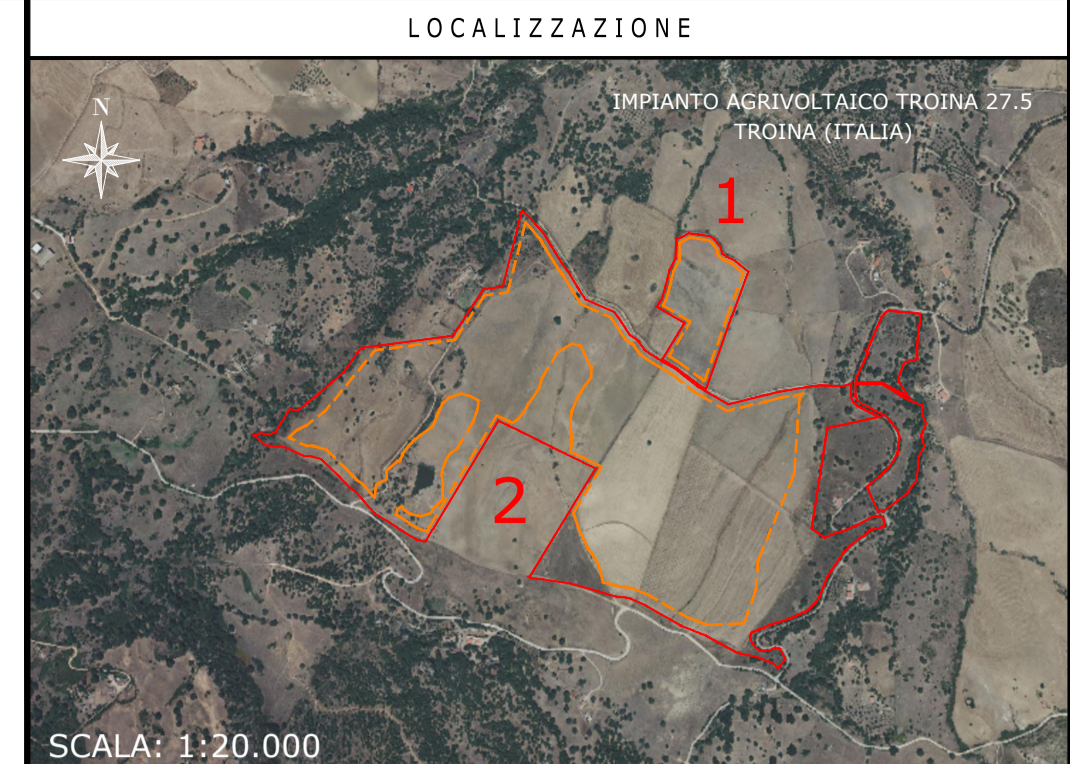 LOCALIZZAZIONE
N
IMPIANTO AGRIVOLTAICO TROINA 27.5
TROINA (ITALIA)
1
2
SCALA: 1:20.000